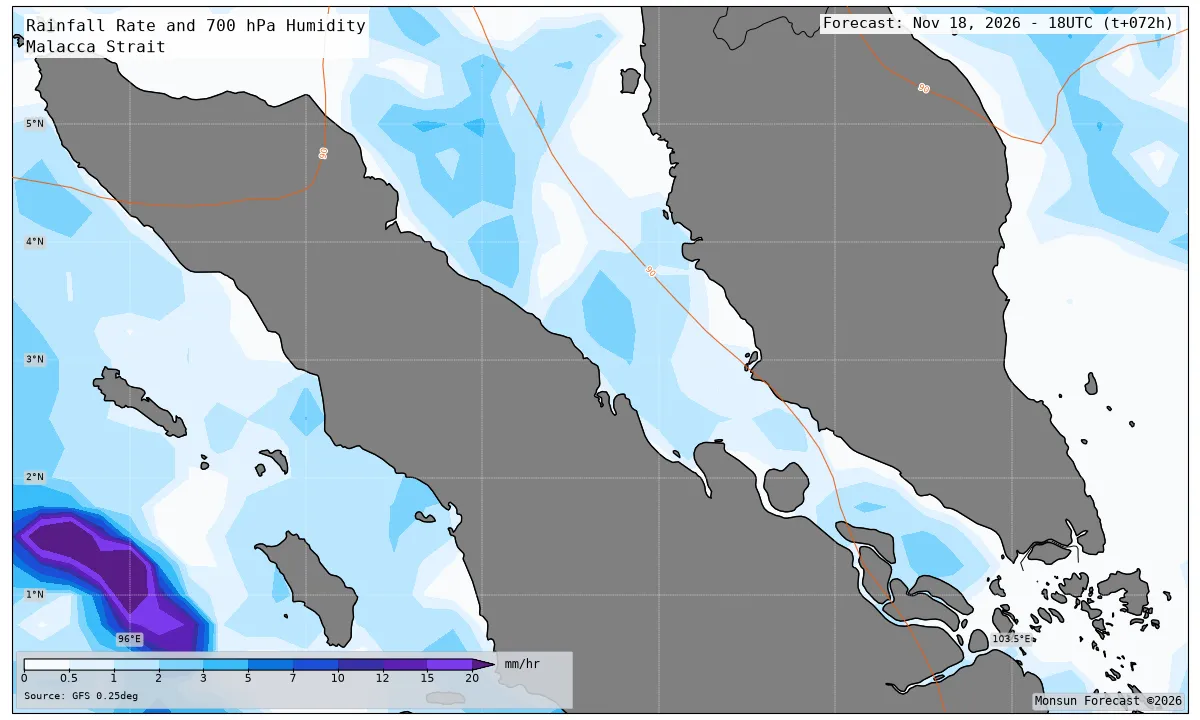 Rainfall Rate and 700 hPa Humidity
Malacca Strait
Forecast: Nov 18, 2026 - 18UTC (t+072h)
90
90
90
5°N
4°N
3°N
2°N
1°N
96°E
103.5°E
0 0.5 1 2 3 5 7 10 12 15 20 mm/hr
Source: GFS 0.25deg
Monsun Forecast ©2026